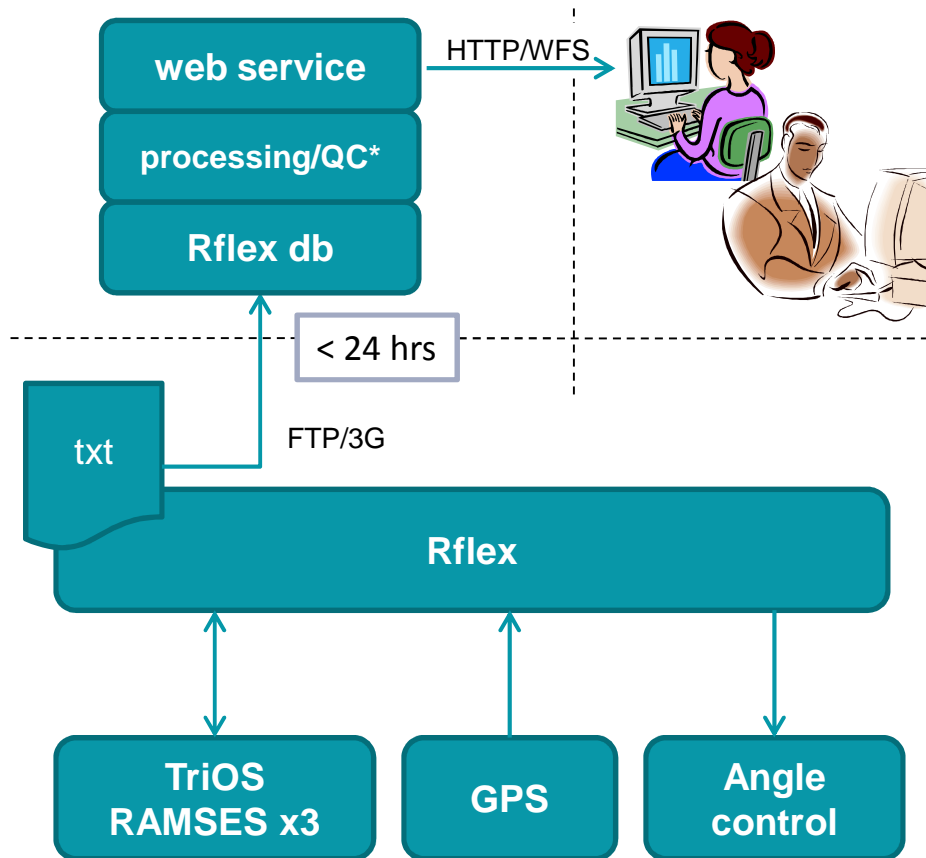 web service
HTTP/WFS
processing/QC*
Rflex db
< 24 hrs
txt
FTP/3G
Rflex
TriOS
RAMSES x3
GPS
Angle
control